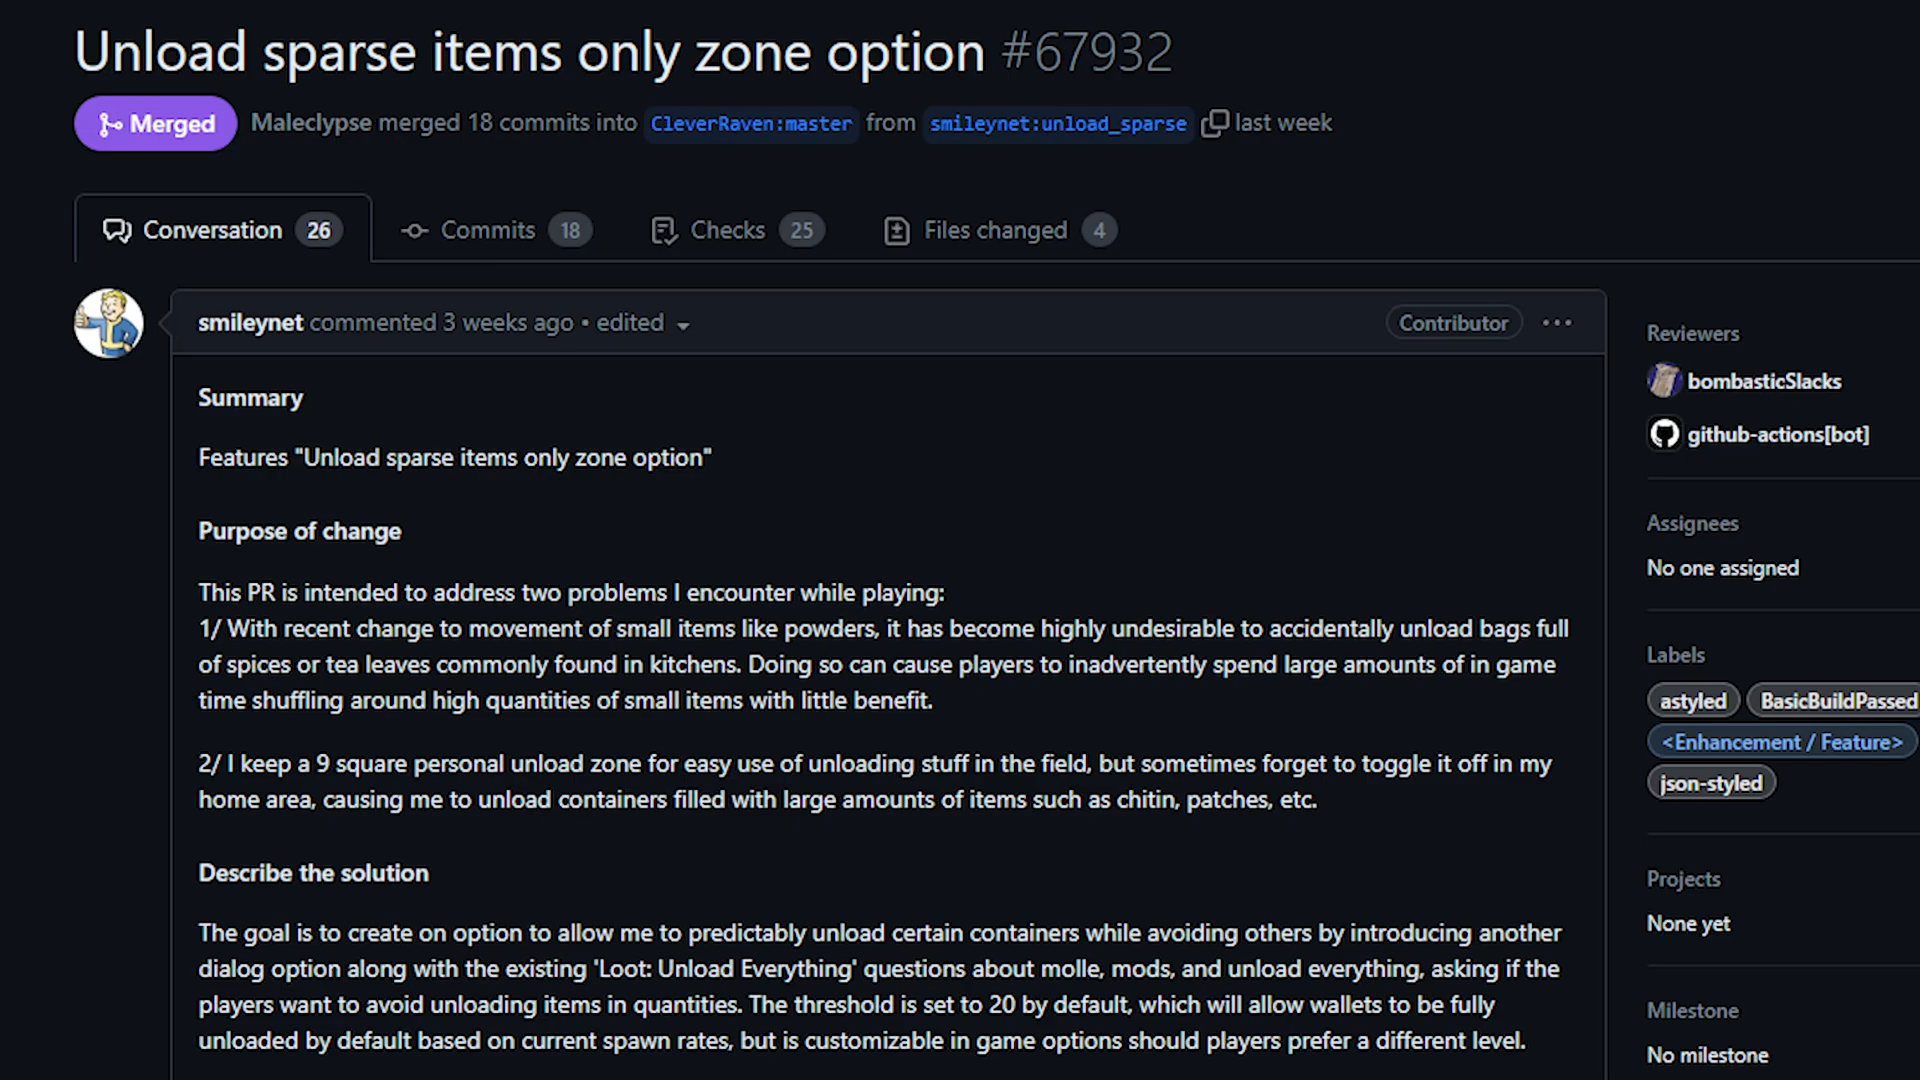 Unload sparse items only zone option #67932
Merged Maleclypse merged 18 commits into CleverRaven:master from smileynet:unload_sparse last week
Conversation 26 Commits 18 Checks 25 Files changed 4
smileynet commented 3 weeks ago • edited Contributor ...
Summary
Features "Unload sparse items only zone option"
Purpose of change
This PR is intended to address two problems I encounter while playing:
1/ With recent change to movement of small items like powders, it has become highly undesirable to accidentally unload bags full
of spices or tea leaves commonly found in kitchens. Doing so can cause players to inadvertently spend large amounts of in game
time shuffling around high quantities of small items with little benefit.
2/ I keep a 9 square personal unload zone for easy use of unloading stuff in the field, but sometimes forget to toggle it off in my
home area, causing me to unload containers filled with large amounts of items such as chitin, patches, etc.
Describe the solution
The goal is to create on option to allow me to predictably unload certain containers while avoiding others by introducing another
dialog option along with the existing 'Loot: Unload Everything' questions about molle, mods, and unload everything, asking if the
players want to avoid unloading items in quantities. The threshold is set to 20 by default, which will allow wallets to be fully
unloaded by default based on current spawn rates, but is customizable in game options should players prefer a different level.
Reviewers
bombasticSlacks
github-actions[bot]
Assignees
No one assigned
Labels
astyled BasicBuildPassed
<Enhancement / Feature>
json-styled
Projects
None yet
Milestone
No milestone